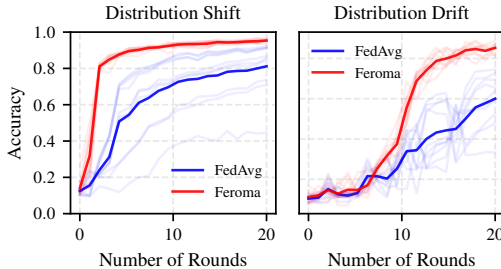 Distribution Shift
Distribution Drift
Accuracy
1.0
0.8
0.6
0.4
0.2
0.0
FedAvg
Feroma
FedAvg
Feroma
0
10
20
0
10
20
Number of Rounds
Number of Rounds